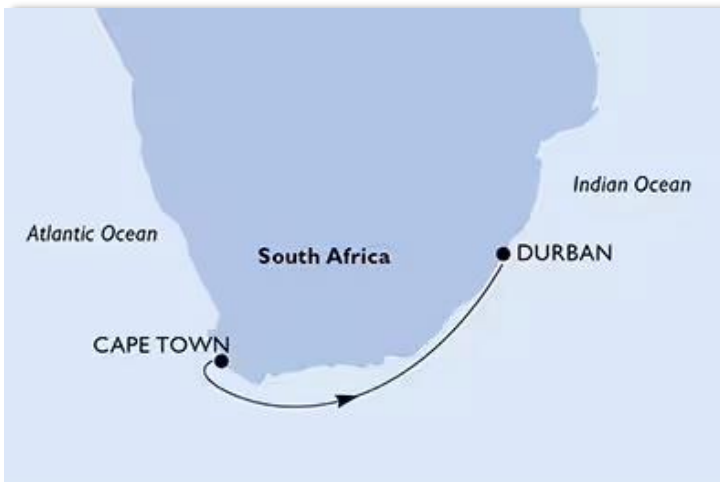 Indian Ocean
Atlantic Ocean
South Africa
DURBAN
CAPE TOWN